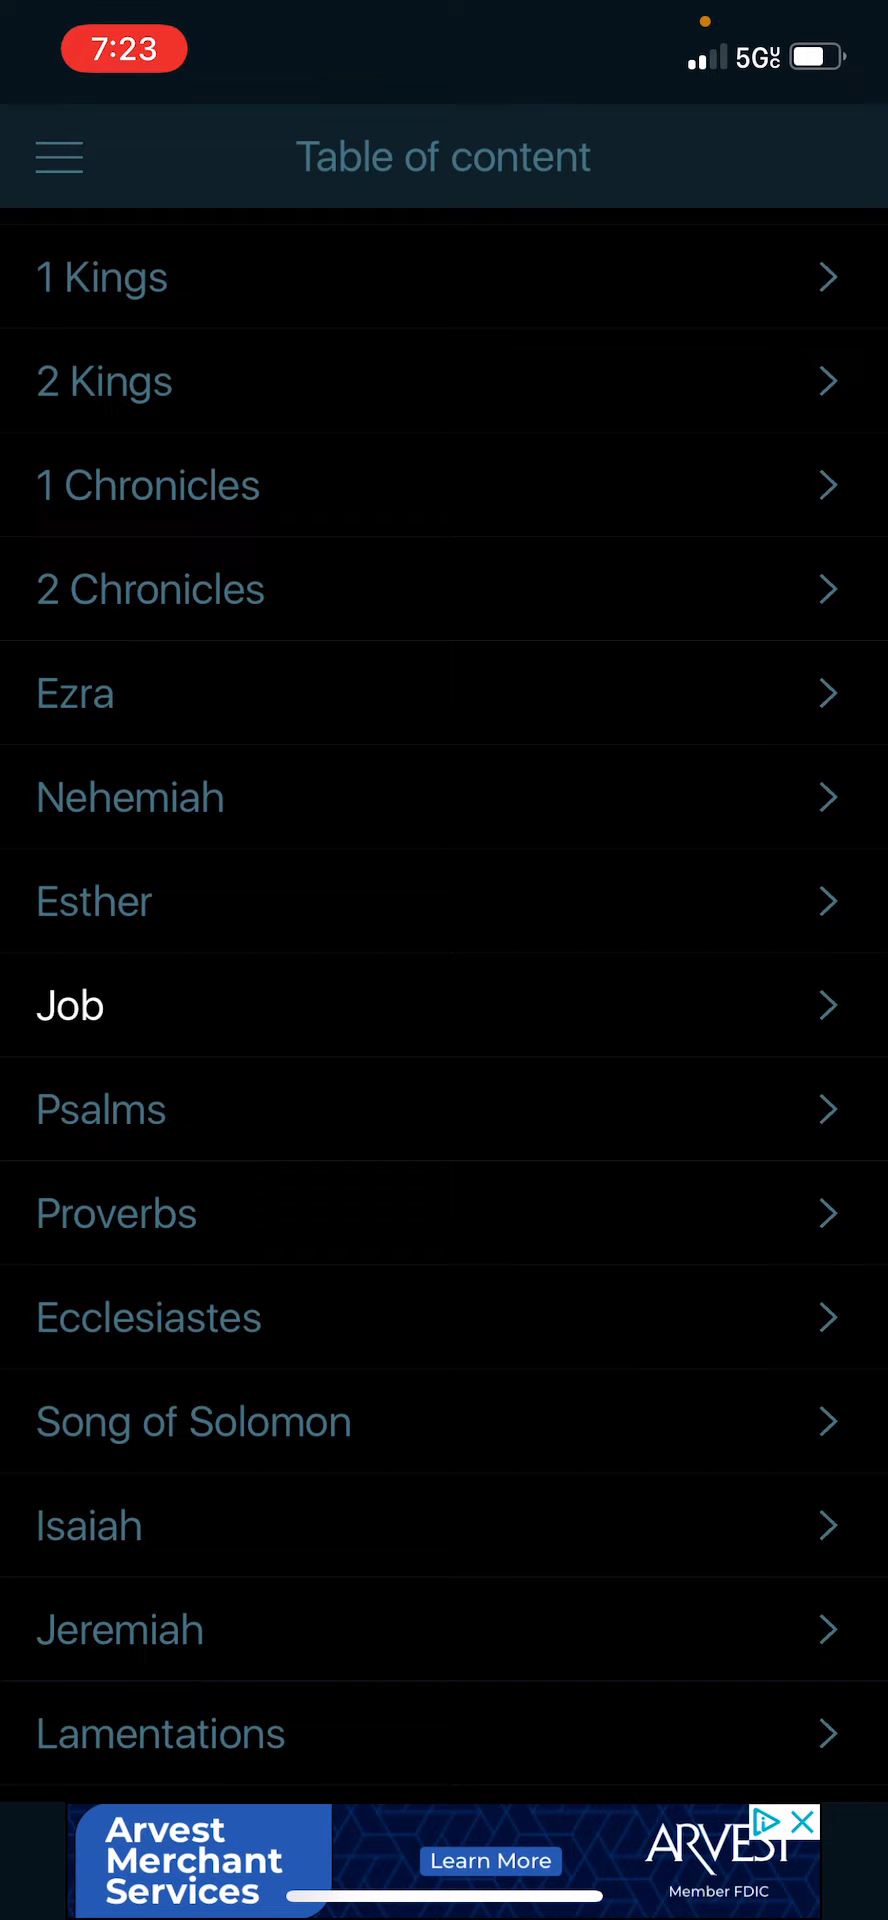 7:23
5G UC
Table of content
1 Kings
2 Kings
1 Chronicles
2 Chronicles
Ezra
Nehemiah
Esther
Job
Psalms
Proverbs
Ecclesiastes
Song of Solomon
Isaiah
Jeremiah
Lamentations
Arvest
Merchant
Services
Learn More
ARVEST
Member FDIC